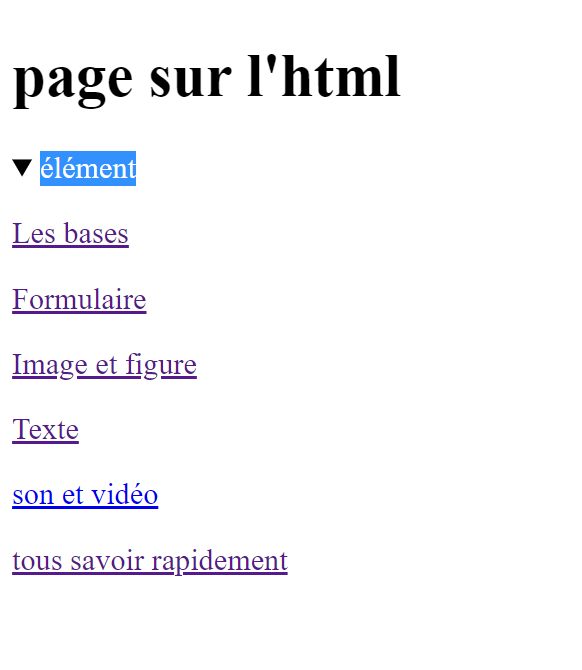 page sur l'html
élément
Les bases
Formulaire
Image et figure
Texte
son et vidéo
tous savoir rapidement